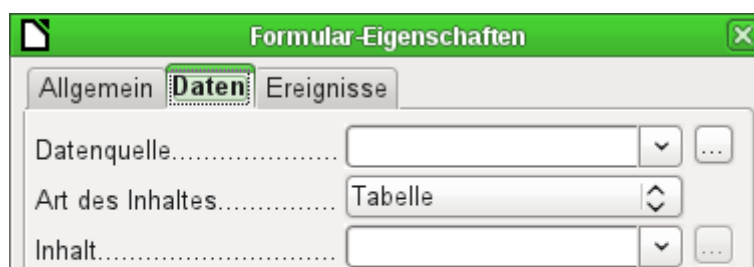 Formular-Eigenschaften
Allgemein Daten Ereignisse
Datenquelle..................... ...
Art des Inhaltes............... Tabelle
Inhalt............................ ...